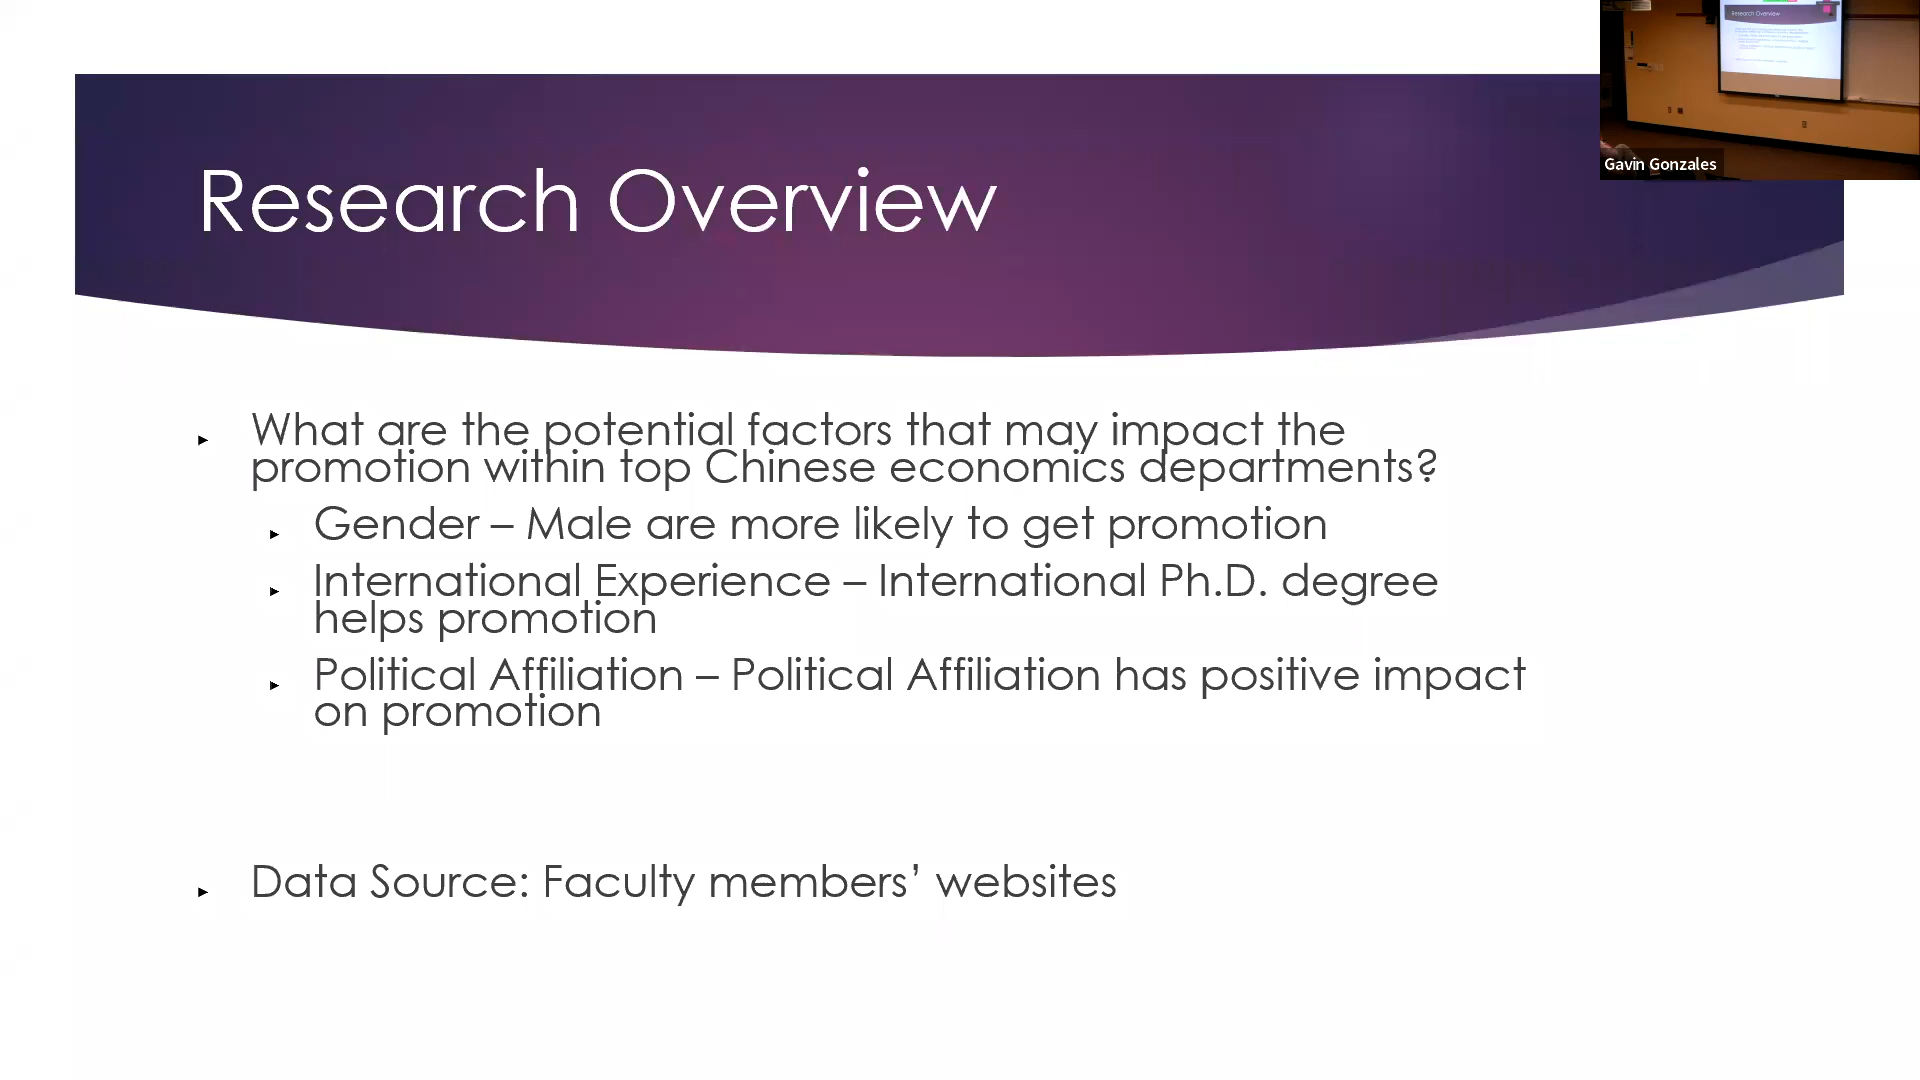 Research Overview
Research Overview
Gavin Gonzales
What are the potential factors that may impact the
promotion within top Chinese economics departments?
Gender – Male are more likely to get promotion
International Experience – International Ph.D. degree
helps promotion
Political Affiliation – Political Affiliation has positive impact
on promotion
Data Source: Faculty members’ websites